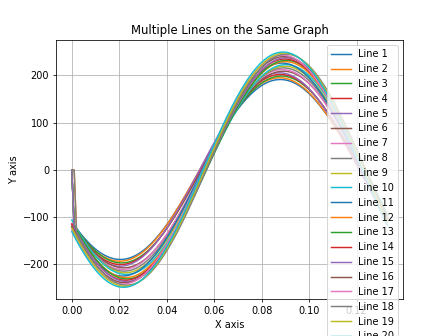 Multiple Lines on the Same Graph
Line 1
Line 2
Line 3
Line 4
Line 5
Line 6
Line 7
Line 8
Line 9
Line 10
Line 11
Line 12
Line 13
Line 14
Line 15
Line 16
Line 17
Line 18
Line 19
Line 20
200
100
0
−100
−200
Y axis
0.00 0.02 0.04 0.06 0.08 0.10
X axis